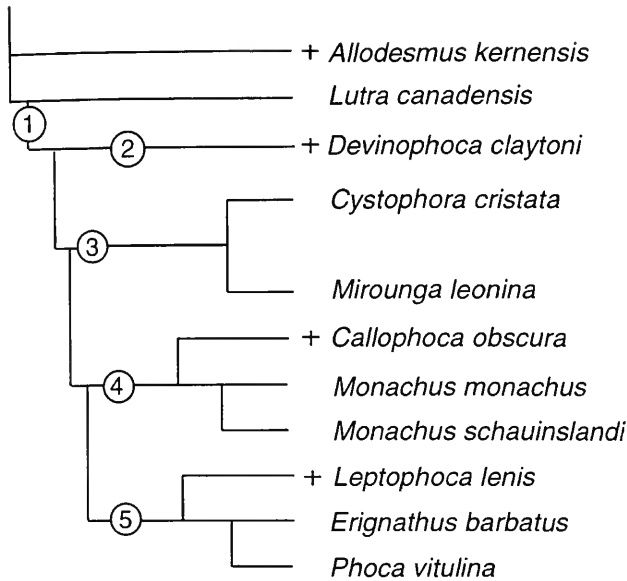 + Allodesmus kernensis
Lutra canadensis
1
2
+ Devinophoca claytoni
Cystophora cristata
3
Mirounga leonina
+ Callophoca obscura
4
Monachus monachus
Monachus schauinslandi
+ Leptophoca lenis
5
Erignathus barbatus
Phoca vitulina